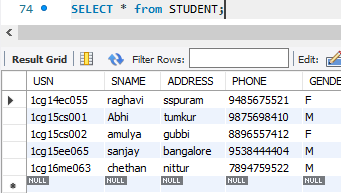 74 SELECT * from STUDENT;
Result Grid Filter Rows: Edit:
USN SNAME ADDRESS PHONE GENDE
1cg14ec055 raghavi sspuram 9485675521 F
1cg15cs001 Abhi tumkur 9875698410 M
1cg15cs002 amulya gubbi 8896557412 F
1cg15ee065 sanjay bangalore 9538444404 M
1cg16me063 chethan nittur 7894759522 M
NULL NULL NULL NULL NULL